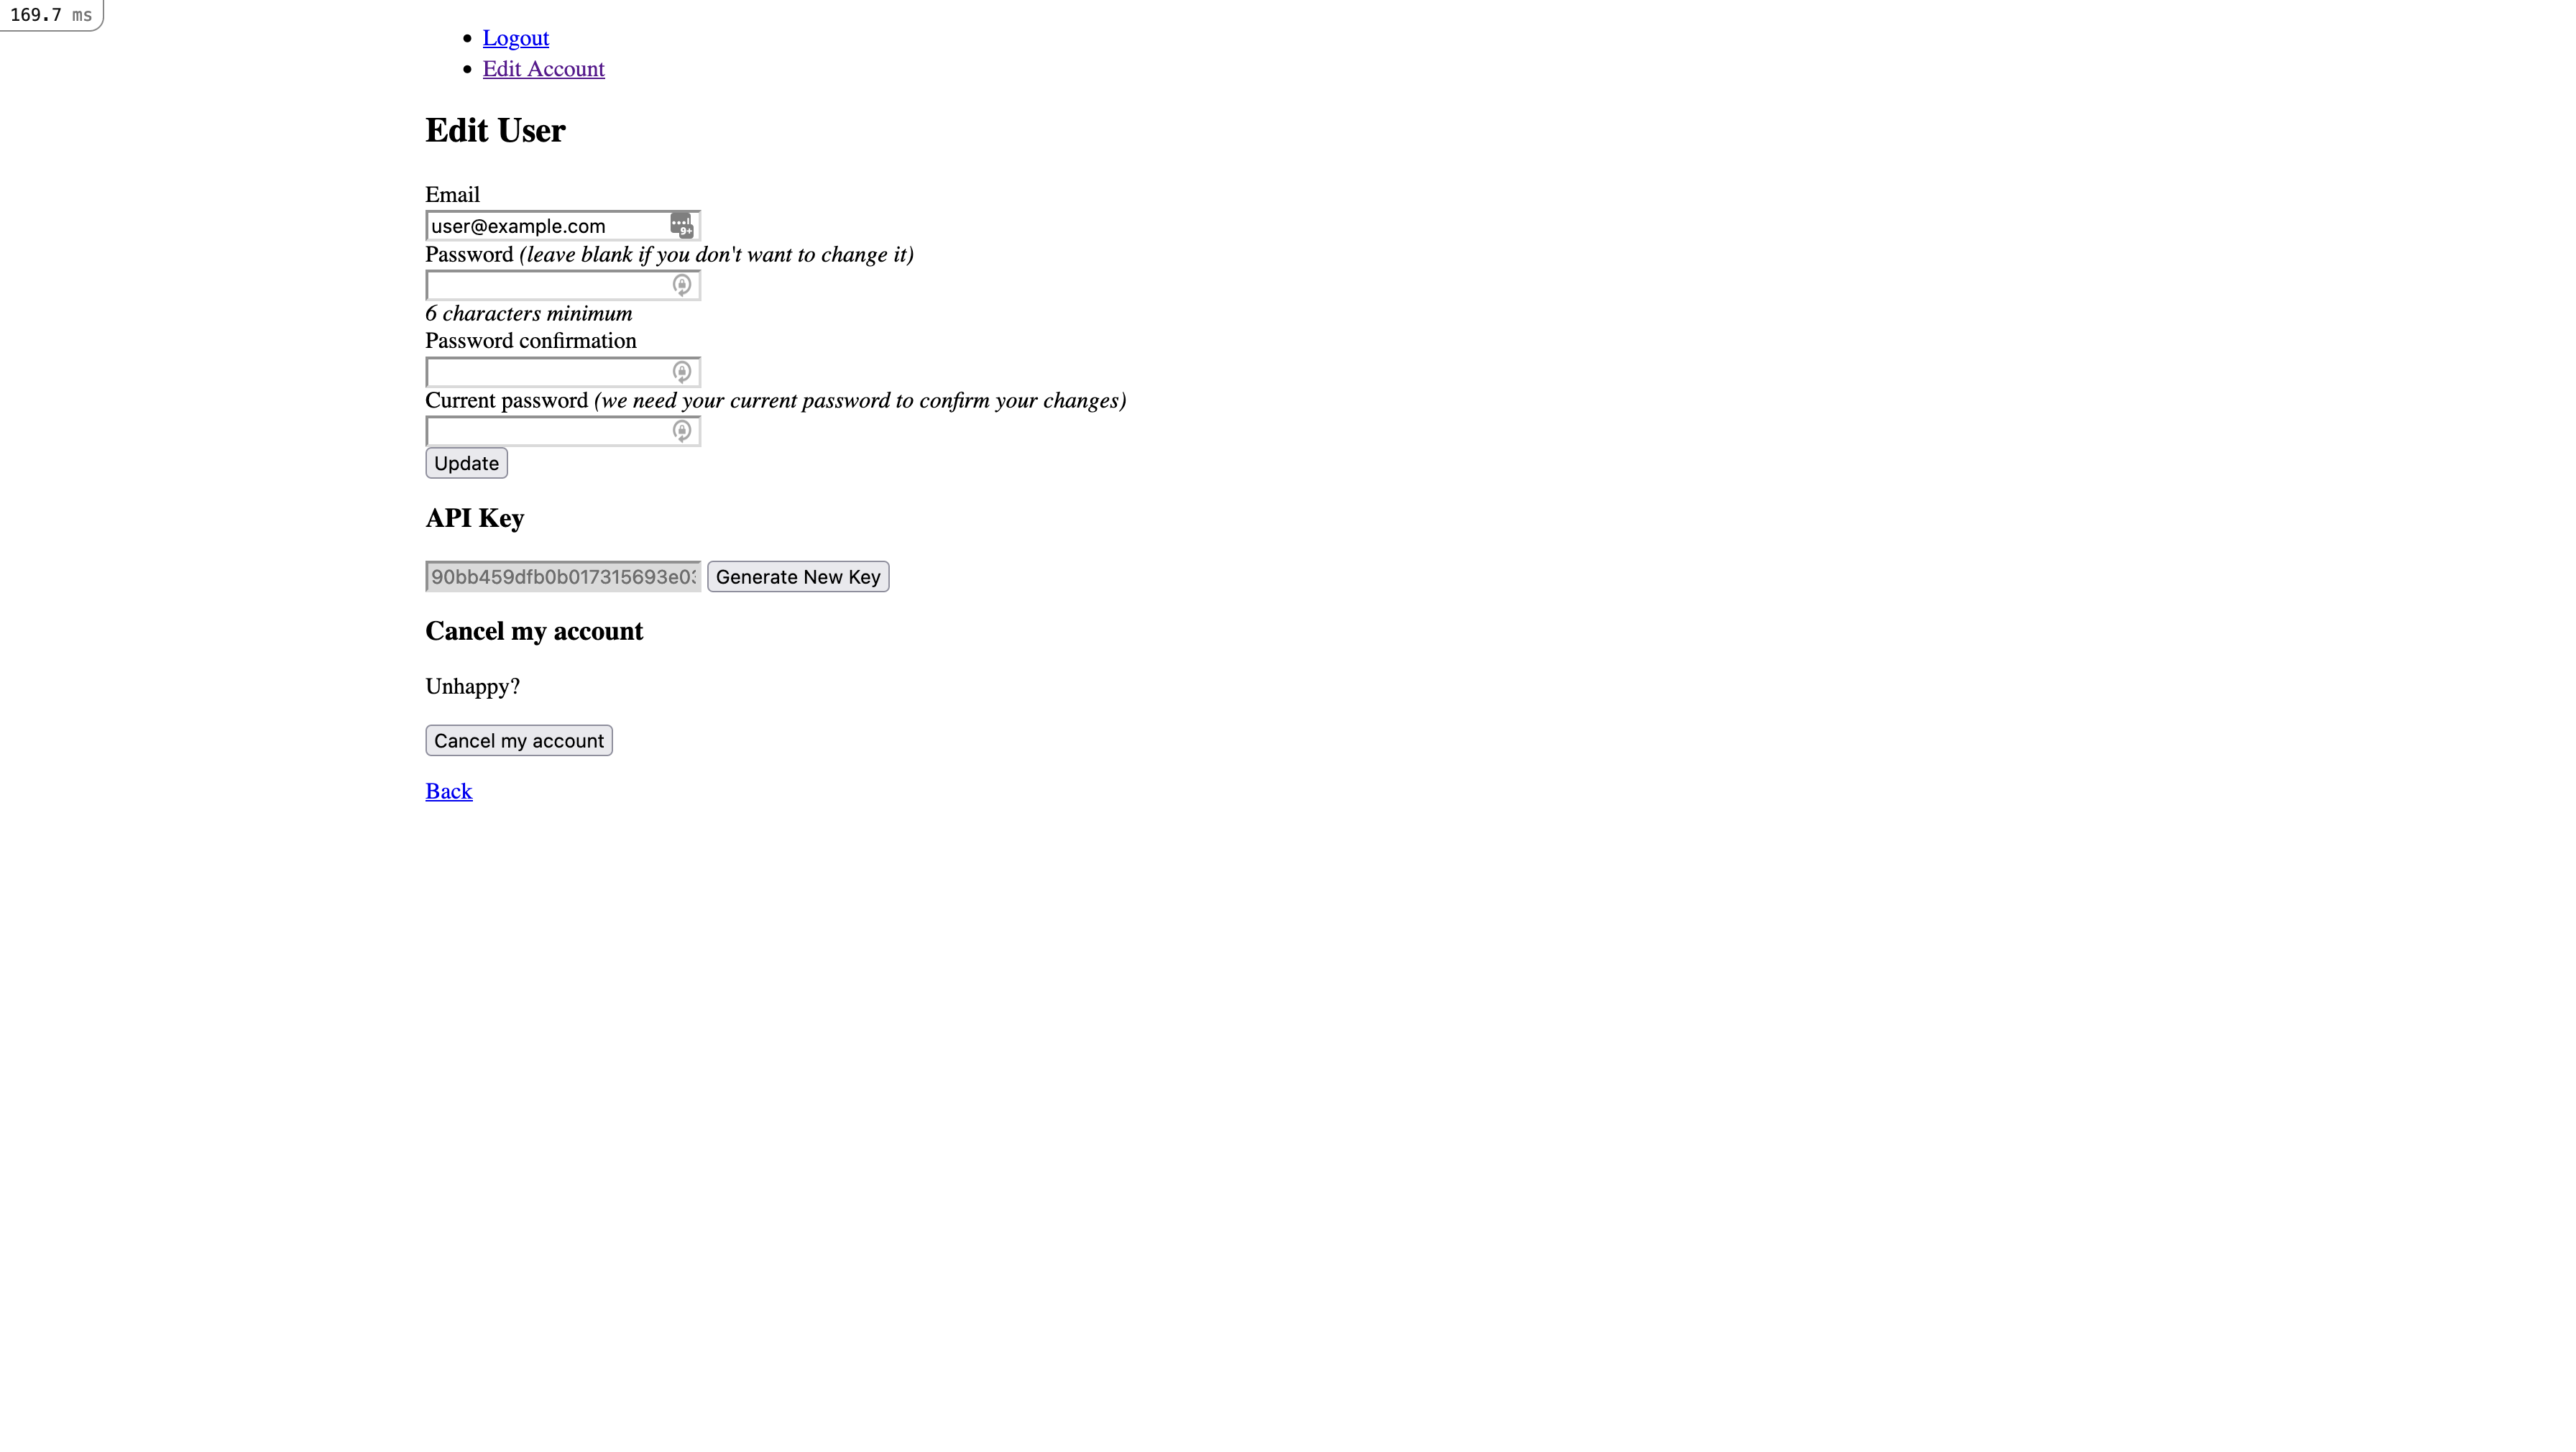 169.7 ms
Logout
Edit Account
Edit User
Email
user@example.com
9+
Password (leave blank if you don't want to change it)
6 characters minimum
Password confirmation
Current password (we need your current password to confirm your changes)
Update
API Key
90bb459dfb0b017315693e03
Generate New Key
Cancel my account
Unhappy?
Cancel my account
Back